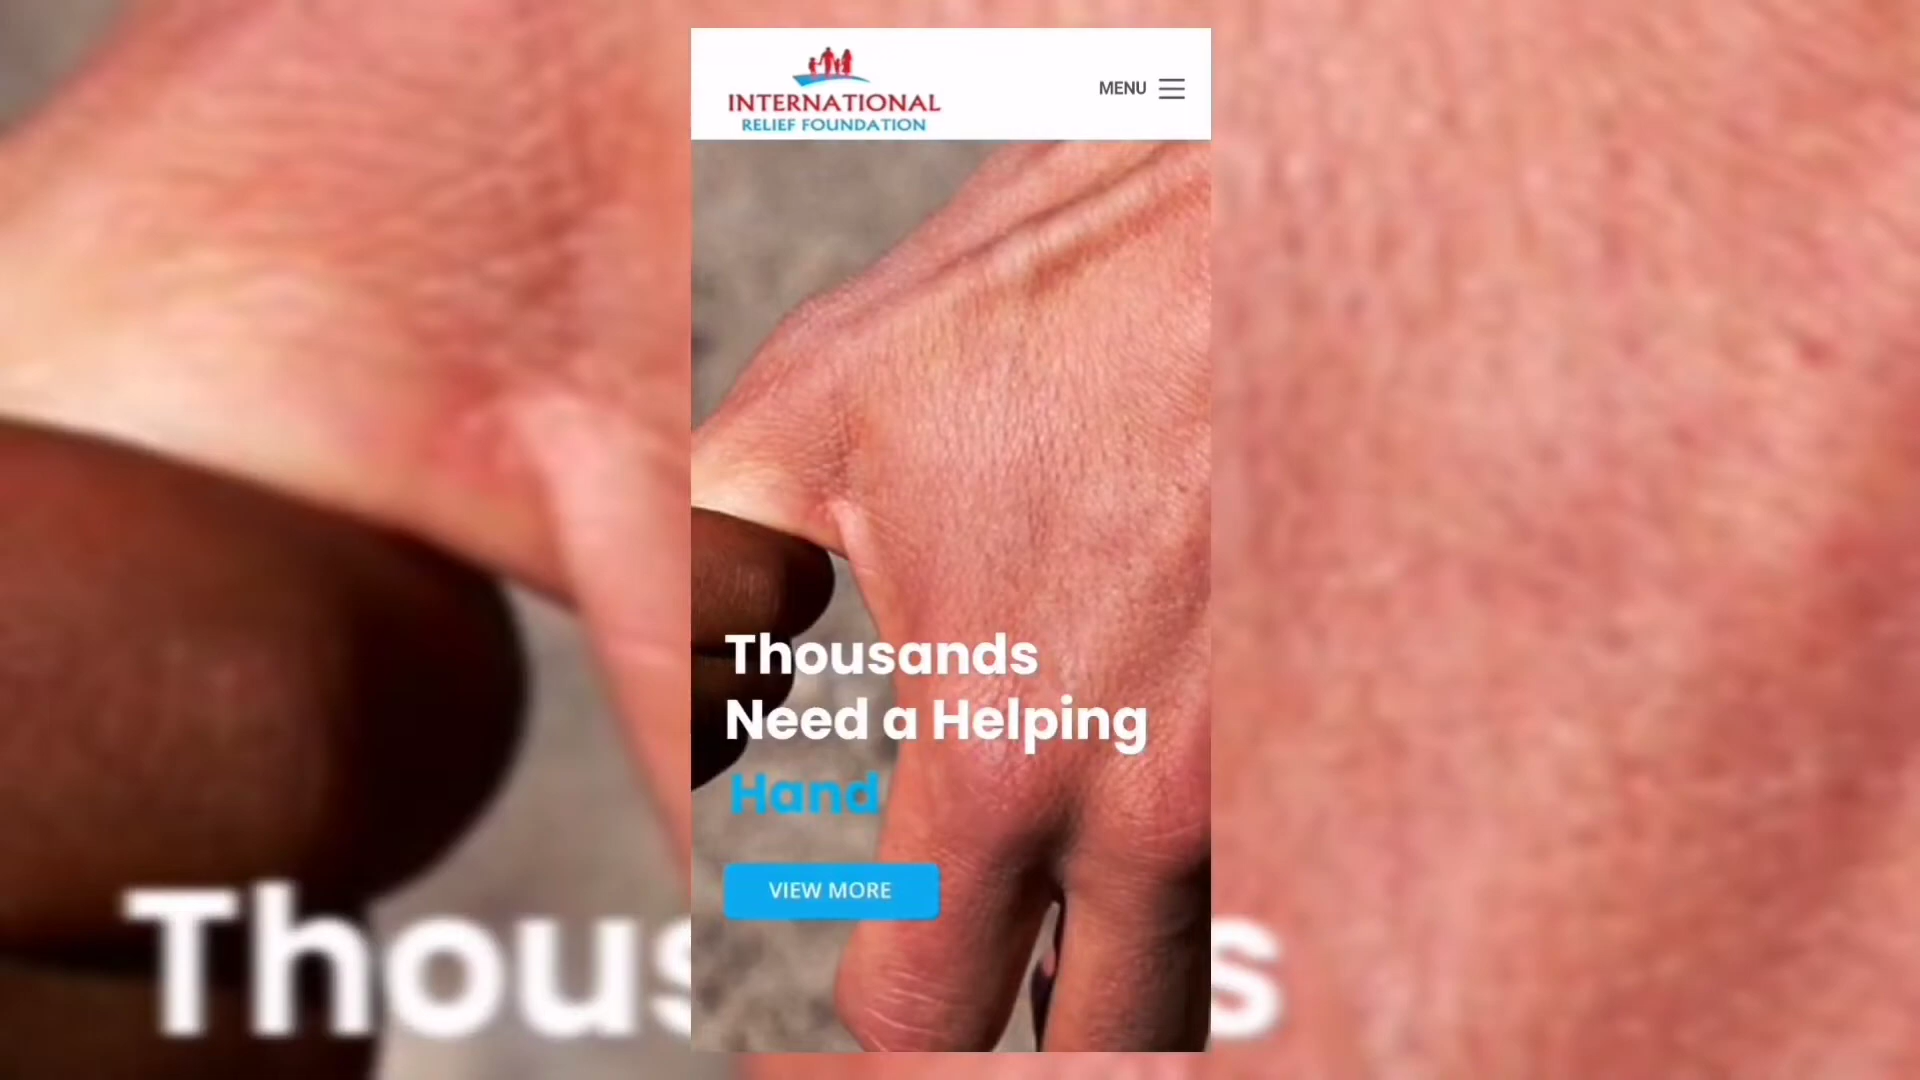 INTERNATIONAL
RELIEF FOUNDATION
MENU
Thousands
Need a Helping
Hand
VIEW MORE
Thous
s